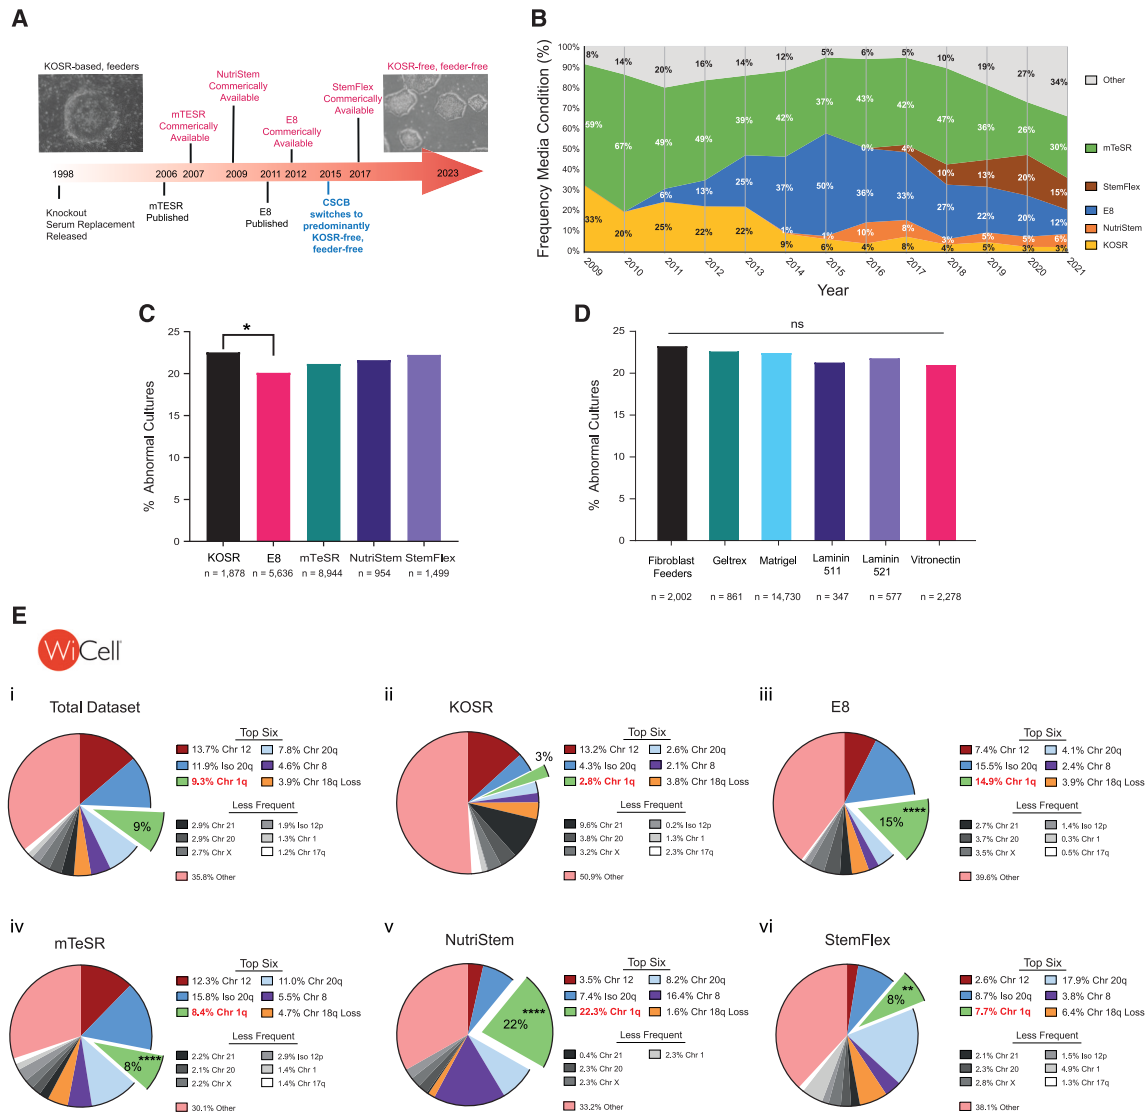 A
KOSR-based, feeders
KOSR-free, feeder-free
NutriStem
Commerically
Available
mTESR
Commerically
Available
E8
Commerically
Available
StemFlex
Commerically
Available
1998
2006
2007
2009
2011
2012
2015
2017
2023
Knockout
Serum Replacement
Released
mTESR
Published
E8
Published
CSCB
switches to
predominantly
KOSR-free,
feeder-free
B
Frequency Media Condition (%)
100%
90%
80%
70%
60%
50%
40%
30%
20%
10%
0%
8%
14%
20%
16%
14%
12%
5%
6%
5%
10%
19%
27%
34%
59%
67%
49%
49%
39%
42%
37%
43%
42%
47%
36%
26%
30%
0%
4%
10%
13%
20%
15%
6%
13%
25%
37%
50%
36%
33%
27%
22%
20%
12%
1%
1%
10%
8%
3%
5%
5%
6%
33%
20%
25%
22%
22%
9%
6%
4%
8%
4%
5%
3%
3%
2009
2010
2011
2012
2013
2014
2015
2016
2017
2018
2019
2020
2021
Year
Other
mTeSR
StemFlex
E8
NutriStem
KOSR
C
% Abnormal Cultures
25
20
15
10
5
0
*
KOSR
E8
mTeSR
NutriStem
StemFlex
n = 1,878
n = 5,636
n = 8,944
n = 954
n = 1,499
D
% Abnormal Cultures
25
20
15
10
5
0
ns
Fibroblast
Feeders
Geltrex
Matrigel
Laminin
511
Laminin
521
Vitronectin
n = 2,002
n = 861
n = 14,730
n = 347
n = 577
n = 2,278
E
WiCell
i
Total Dataset
9%
Top Six
13.7% Chr 12
7.8% Chr 20q
11.9% Iso 20q
4.6% Chr 8
9.3% Chr 1q
3.9% Chr 18q Loss
Less Frequent
2.9% Chr 21
1.9% Iso 12p
2.9% Chr 20
1.3% Chr 1
2.7% Chr X
1.2% Chr 17q
35.8% Other
ii
KOSR
3%
Top Six
13.2% Chr 12
2.6% Chr 20q
4.3% Iso 20q
2.1% Chr 8
2.8% Chr 1q
3.8% Chr 18q Loss
Less Frequent
9.6% Chr 21
0.2% Iso 12p
3.8% Chr 20
1.3% Chr 1
3.2% Chr X
2.3% Chr 17q
50.9% Other
iii
E8
****
15%
Top Six
7.4% Chr 12
4.1% Chr 20q
15.5% Iso 20q
2.4% Chr 8
14.9% Chr 1q
3.9% Chr 18q Loss
Less Frequent
2.7% Chr 21
1.4% Iso 12p
3.7% Chr 20
0.3% Chr 1
3.5% Chr X
0.5% Chr 17q
39.6% Other
iv
mTeSR
****
8%
Top Six
12.3% Chr 12
11.0% Chr 20q
15.8% Iso 20q
5.5% Chr 8
8.4% Chr 1q
4.7% Chr 18q Loss
Less Frequent
2.2% Chr 21
2.9% Iso 12p
2.1% Chr 20
1.4% Chr 1
2.2% Chr X
1.4% Chr 17q
30.1% Other
v
NutriStem
****
22%
Top Six
3.5% Chr 12
8.2% Chr 20q
7.4% Iso 20q
16.4% Chr 8
22.3% Chr 1q
1.6% Chr 18q Loss
Less Frequent
0.4% Chr 21
2.3% Chr 1
2.3% Chr 20
2.3% Chr X
33.2% Other
vi
StemFlex
**
8%
Top Six
2.6% Chr 12
17.9% Chr 20q
8.7% Iso 20q
3.8% Chr 8
7.7% Chr 1q
6.4% Chr 18q Loss
Less Frequent
2.1% Chr 21
1.5% Iso 12p
2.3% Chr 20
4.9% Chr 1
2.8% Chr X
1.3% Chr 17q
38.1% Other